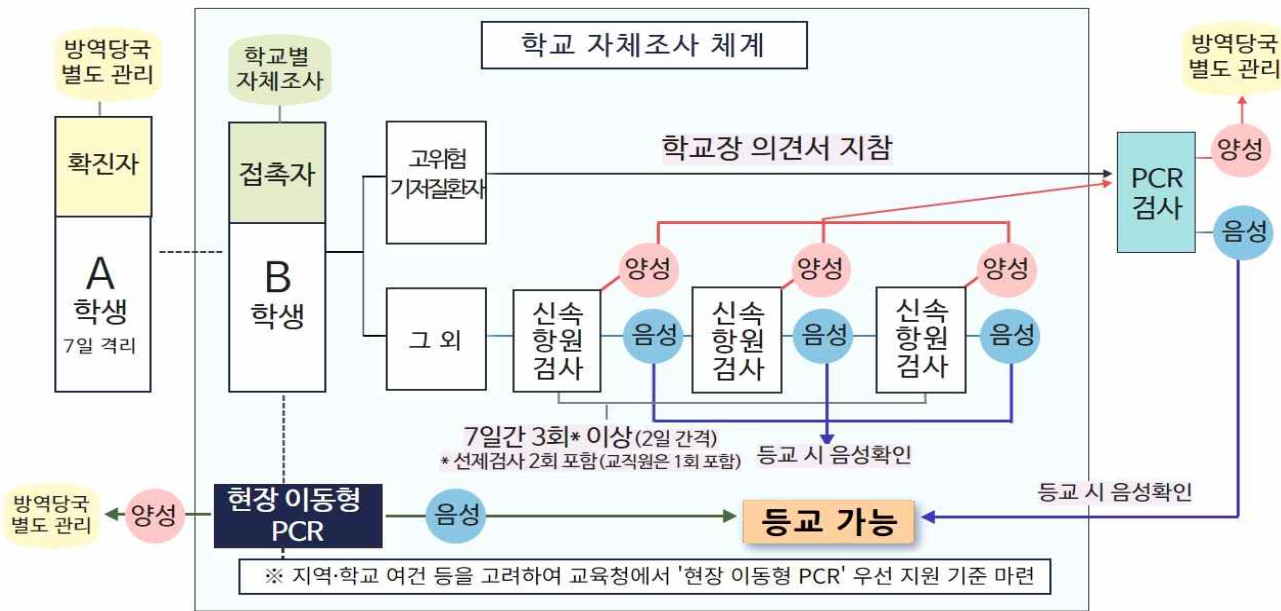 학교 자체조사 체계
방역당국
별도 관리
확진자
A
학생
7일 격리
학교별
자체조사
접촉자
B
학생
고위험
기저질환자
학교장 의견서 지참
그 외
신속
항원
검사
양성
음성
신속
항원
검사
양성
음성
신속
항원
검사
양성
음성
7일간 3회* 이상 (2일 간격)
* 선제검사 2회 포함(교직원은 1회 포함)
등교 시 음성확인
PCR
검사
양성
방역당국
별도 관리
음성
등교 시 음성확인
방역당국
별도 관리
양성
현장 이동형
PCR
음성
등교 가능
※ 지역·학교 여건 등을 고려하여 교육청에서 '현장 이동형 PCR' 우선 지원 기준 마련